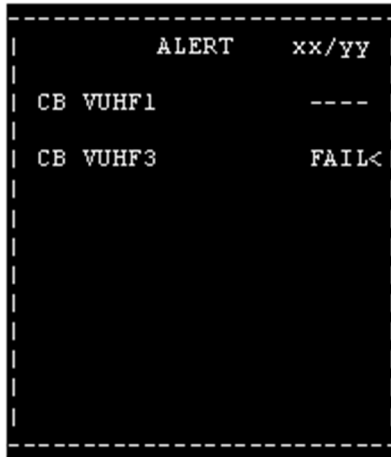 ALERT xx/yy
CB VUHF1 ----
CB VUHF3 FAIL<